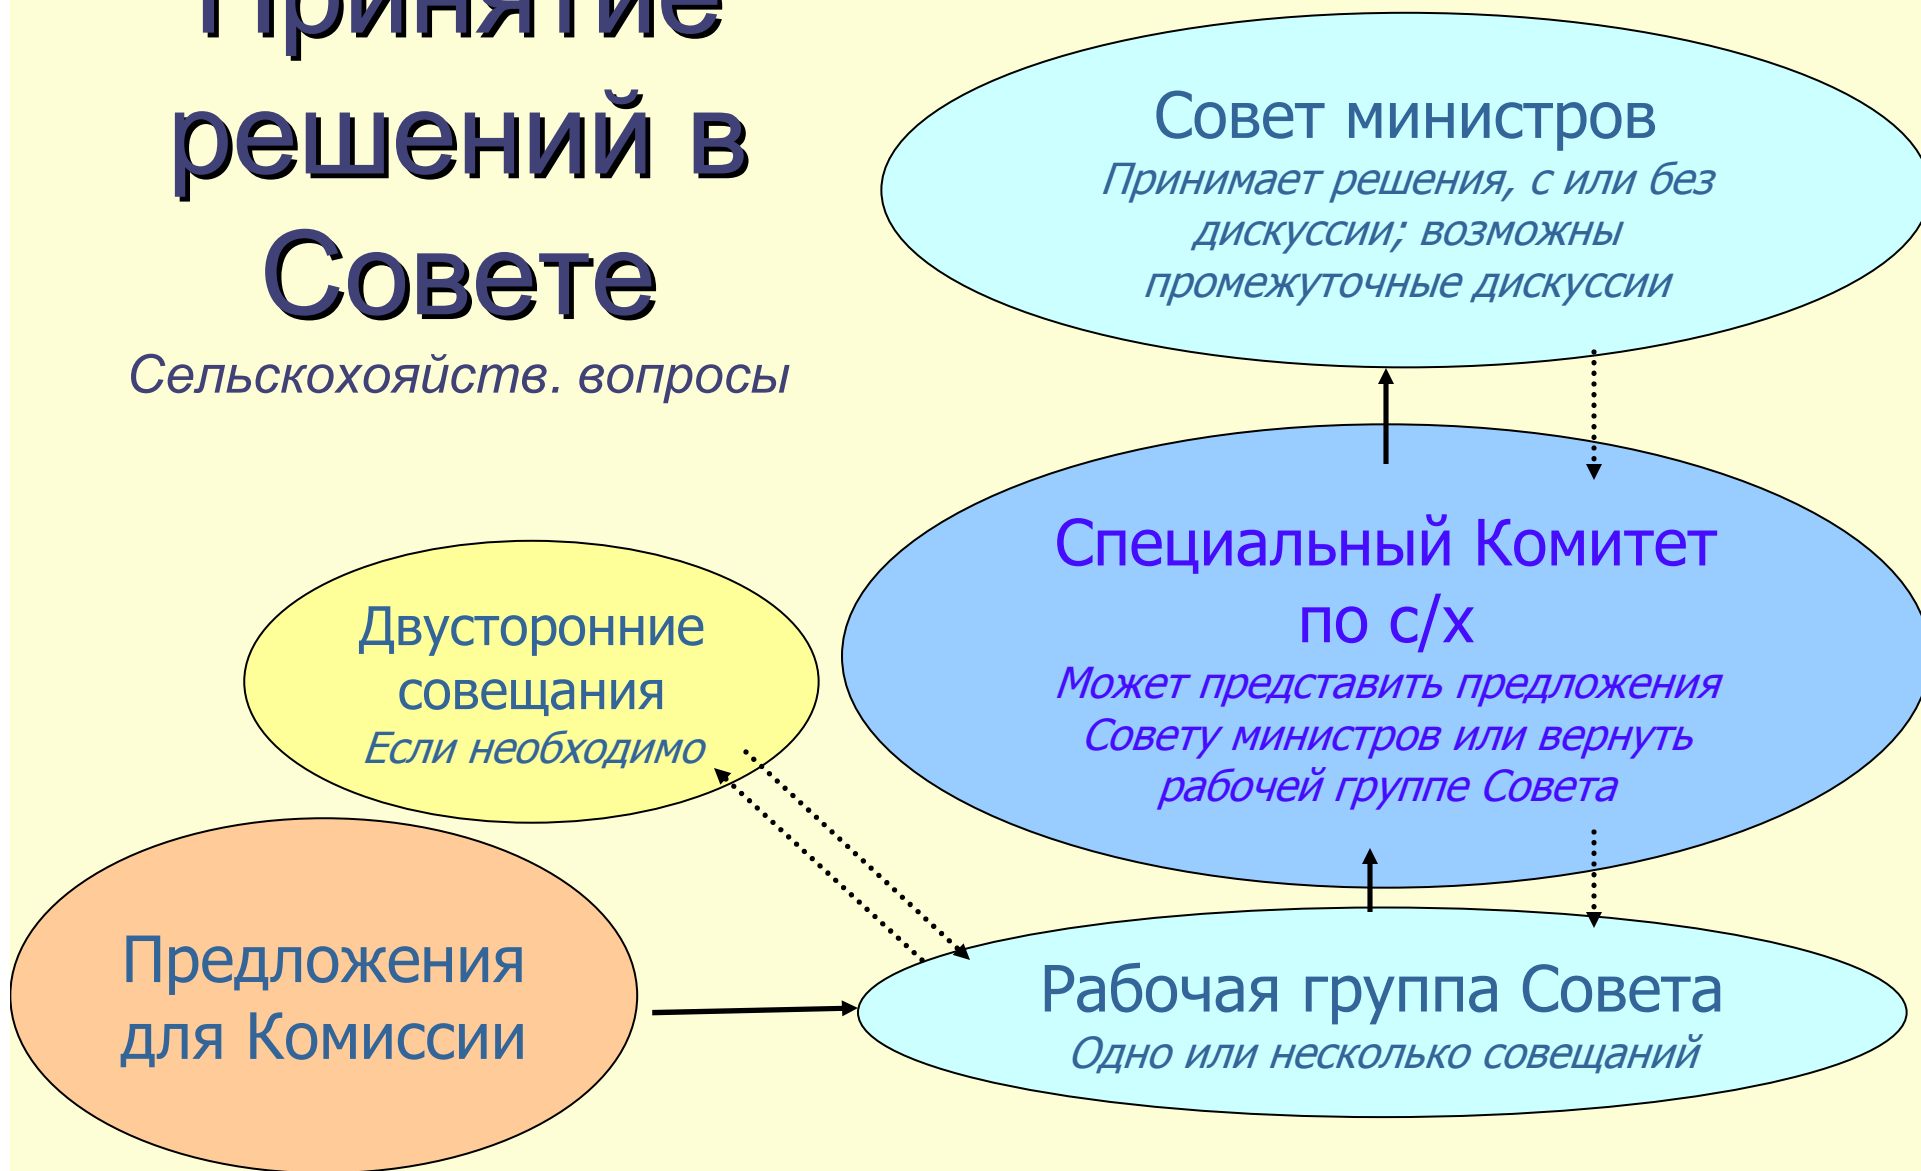 Принятие
решений в
Совете
Сельскохояйств. вопросы
Совет министров
Принимает решения, с или без
дискуссии; возможны
промежуточные дискуссии
Специальный Комитет
по с/х
Может представить предложения
Совету министров или вернуть
рабочей группе Совета
Двусторонние
совещания
Если необходимо
Предложения
для Комиссии
Рабочая группа Совета
Одно или несколько совещаний